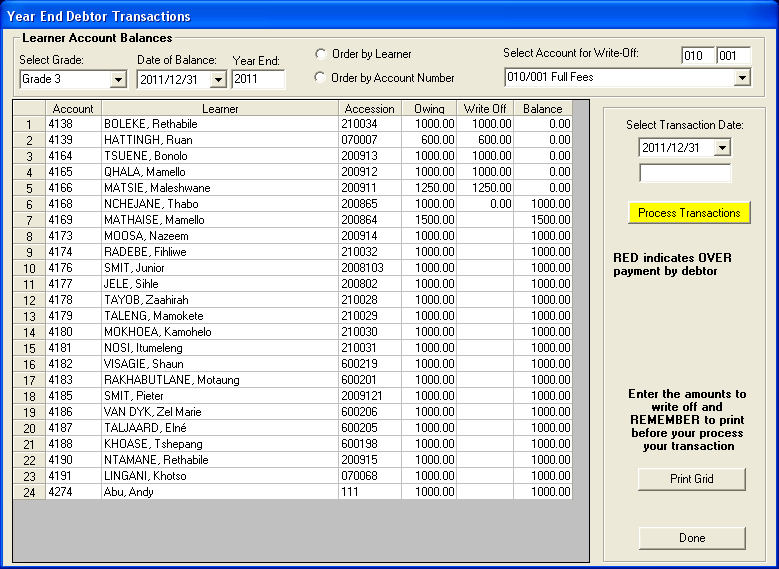 Year End Debtor Transactions
Learner Account Balances
Select Grade: Date of Balance: Year End: Order by Learner Select Account for Write-Off: 010 001
Grade 3 2011/12/31 2011 Order by Account Number 010/001 Full Fees
Account Learner Accession Owing Write Off Balance
1 4138 BOLEKE, Rethabile 210034 1000.00 1000.00 0.00
2 4139 HATTINGH, Ruan 070007 600.00 600.00 0.00
3 4164 TSUENE, Bonolo 200913 1000.00 1000.00 0.00
4 4165 QHALA, Mamello 200912 1000.00 1000.00 0.00
5 4166 MATSIE, Maleshwane 200911 1250.00 1250.00 0.00
6 4168 NCHEJANE, Thabo 200865 1000.00 0.00 1000.00
7 4169 MATHAISE, Mamello 200864 1500.00 1500.00
8 4173 MOOSA, Nazeem 200914 1000.00 1000.00
9 4174 RADEBE, Fihliwe 210032 1000.00 1000.00
10 4176 SMIT, Junior 2008103 1000.00 1000.00
11 4177 JELE, Sihle 200802 1000.00 1000.00
12 4178 TAYOB, Zaahirah 210028 1000.00 1000.00
13 4179 TALENG, Mamokete 210029 1000.00 1000.00
14 4180 MOKHOEA, Kamohelo 210030 1000.00 1000.00
15 4181 NOSI, Itumeleng 210031 1000.00 1000.00
16 4182 VISAGIE, Shaun 600219 1000.00 1000.00
17 4183 RAKHABUTLANE, Motaung 600201 1000.00 1000.00
18 4185 SMIT, Pieter 2009121 1000.00 1000.00
19 4186 VAN DYK, Zel Marie 600206 1000.00 1000.00
20 4187 TALJAARD, Elné 600205 1000.00 1000.00
21 4188 KHOASE, Tshepang 600198 1000.00 1000.00
22 4190 NTAMANE, Rethabile 200915 1000.00 1000.00
23 4191 LINGANI, Khotso 070068 1000.00 1000.00
24 4274 Abu, Andy 111 1000.00 1000.00
Select Transaction Date:
2011/12/31
Process Transactions
RED indicates OVER
payment by debtor
Enter the amounts to
write off and
REMEMBER to print
before your process
your transaction
Print Grid
Done